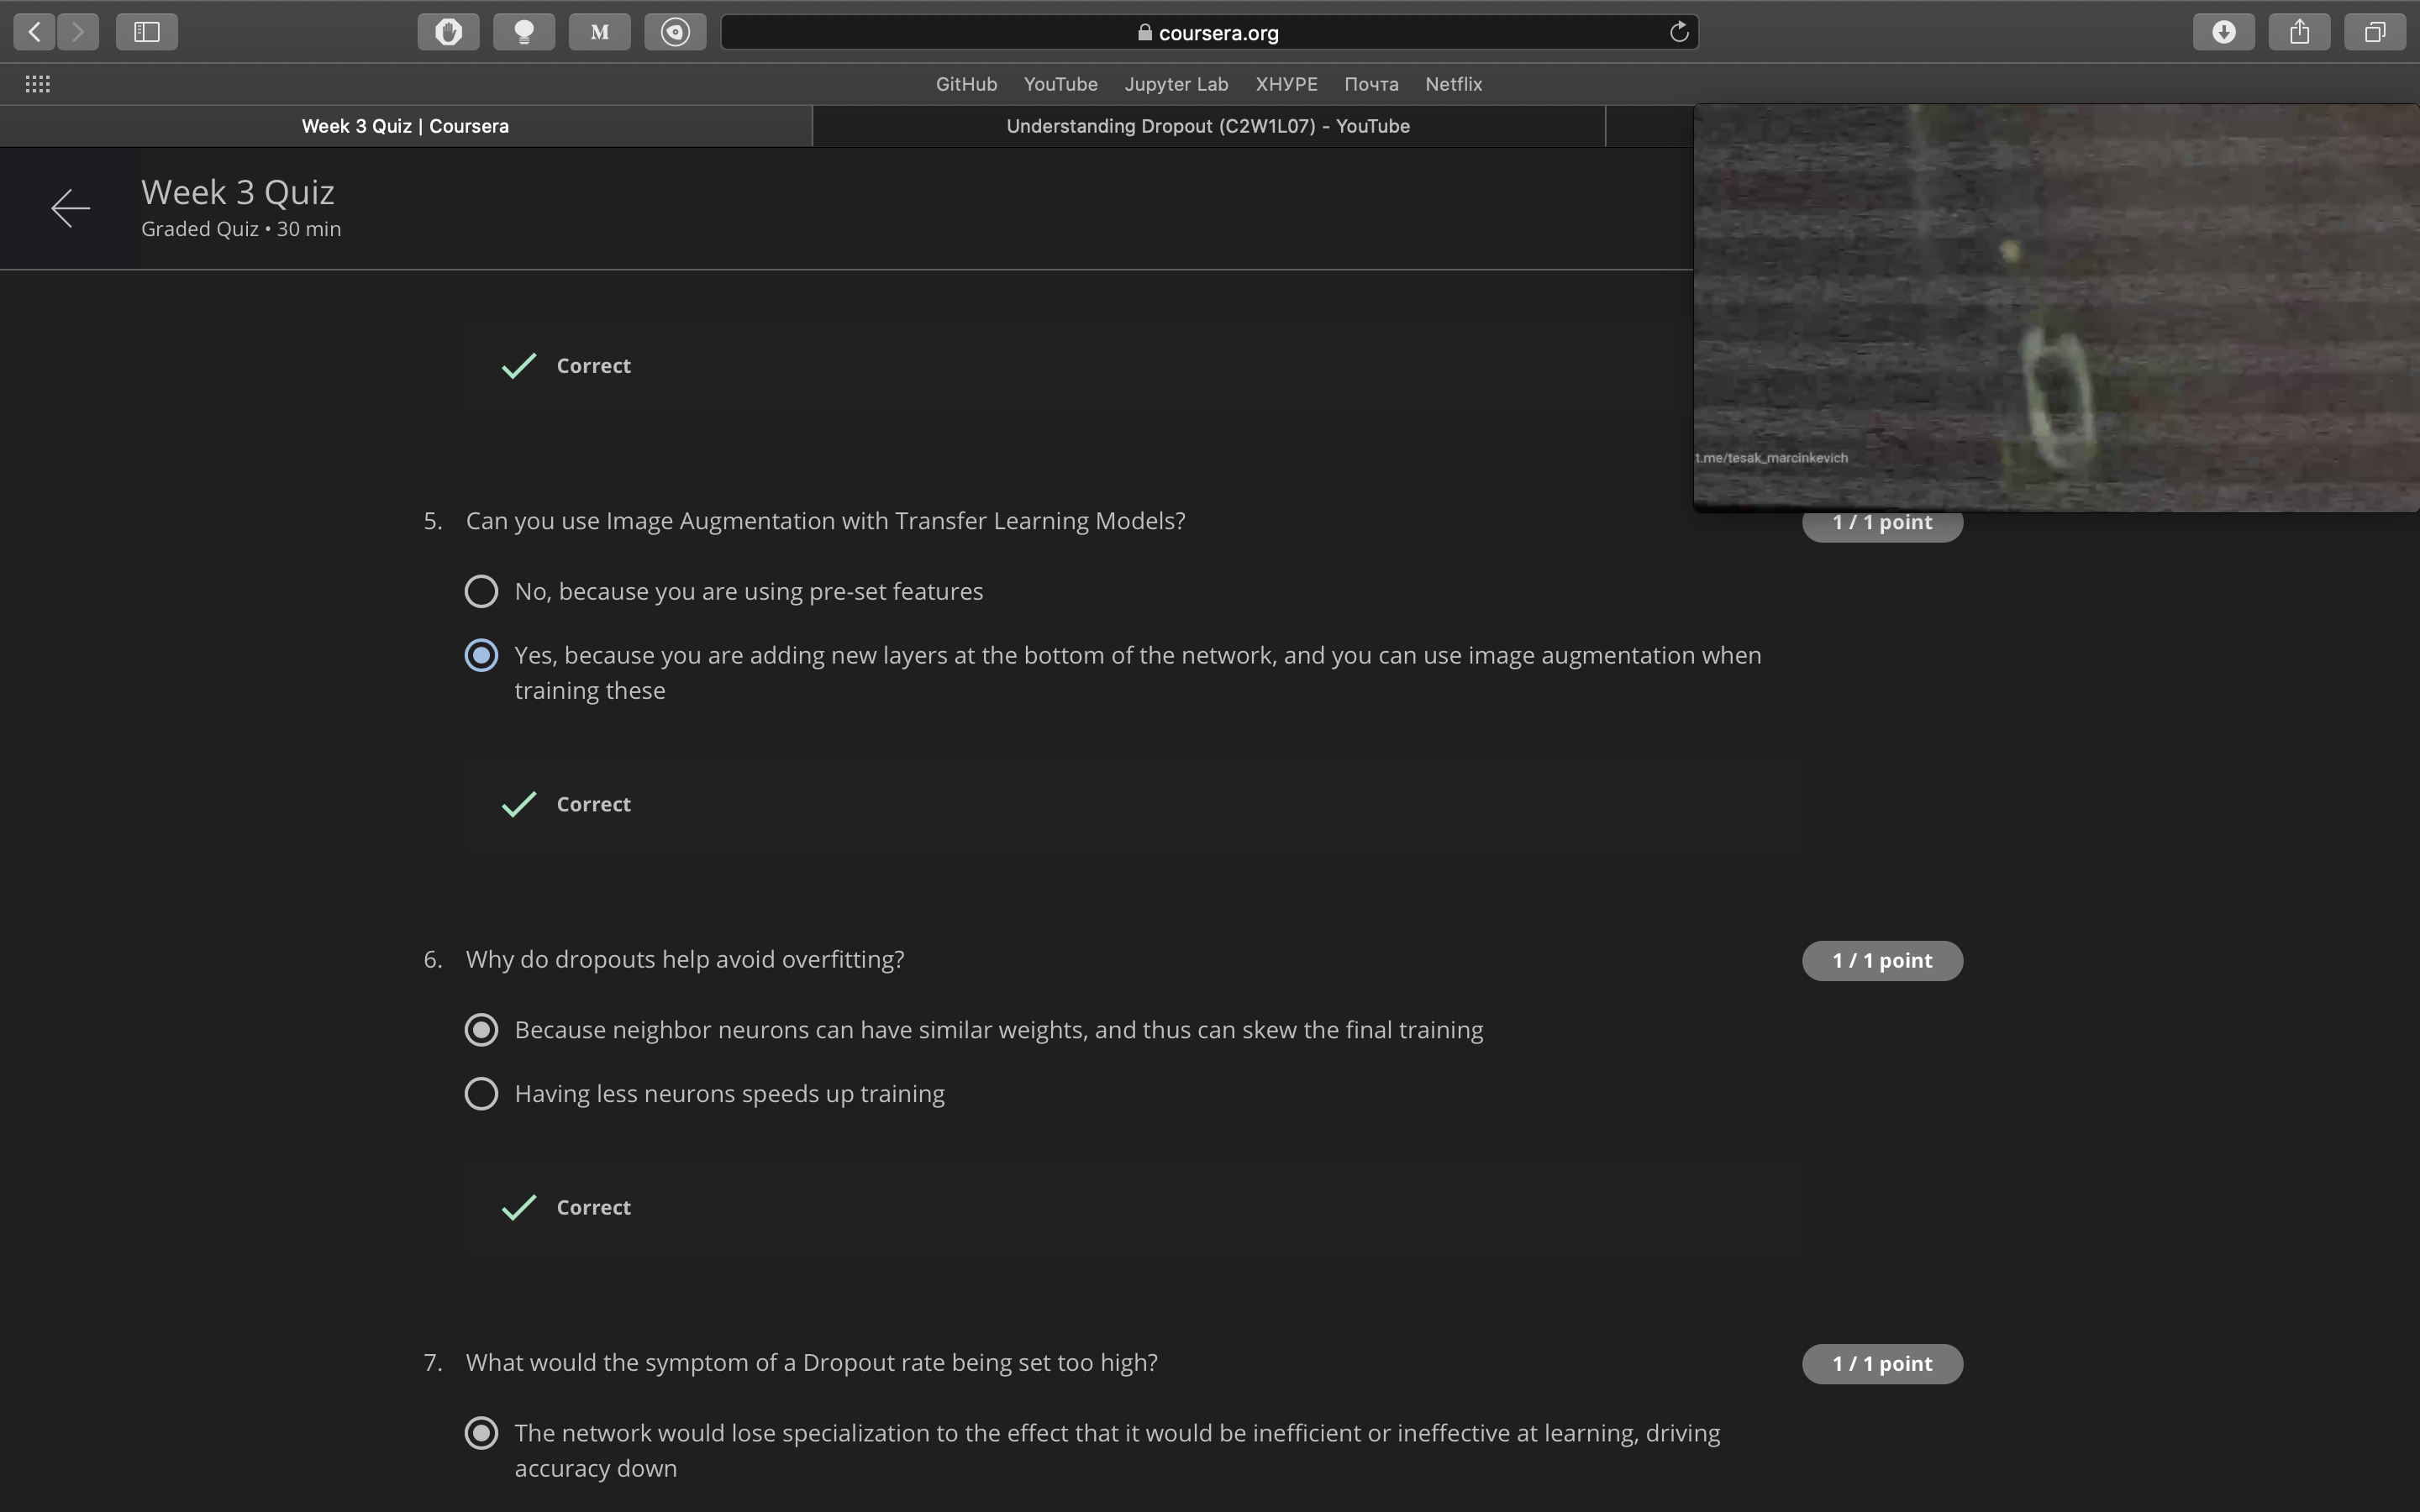 M
coursera.org
GitHub YouTube Jupyter Lab ХНУРЕ Почта Netflix
Week 3 Quiz | Coursera
Understanding Dropout (C2W1L07) - YouTube
Week 3 Quiz
Graded Quiz • 30 min
Correct
t.me/tesak_marcinkevich
5. Can you use Image Augmentation with Transfer Learning Models?
1 / 1 point
No, because you are using pre-set features
Yes, because you are adding new layers at the bottom of the network, and you can use image augmentation when
training these
Correct
6. Why do dropouts help avoid overfitting?
1 / 1 point
Because neighbor neurons can have similar weights, and thus can skew the final training
Having less neurons speeds up training
Correct
7. What would the symptom of a Dropout rate being set too high?
1 / 1 point
The network would lose specialization to the effect that it would be inefficient or ineffective at learning, driving
accuracy down